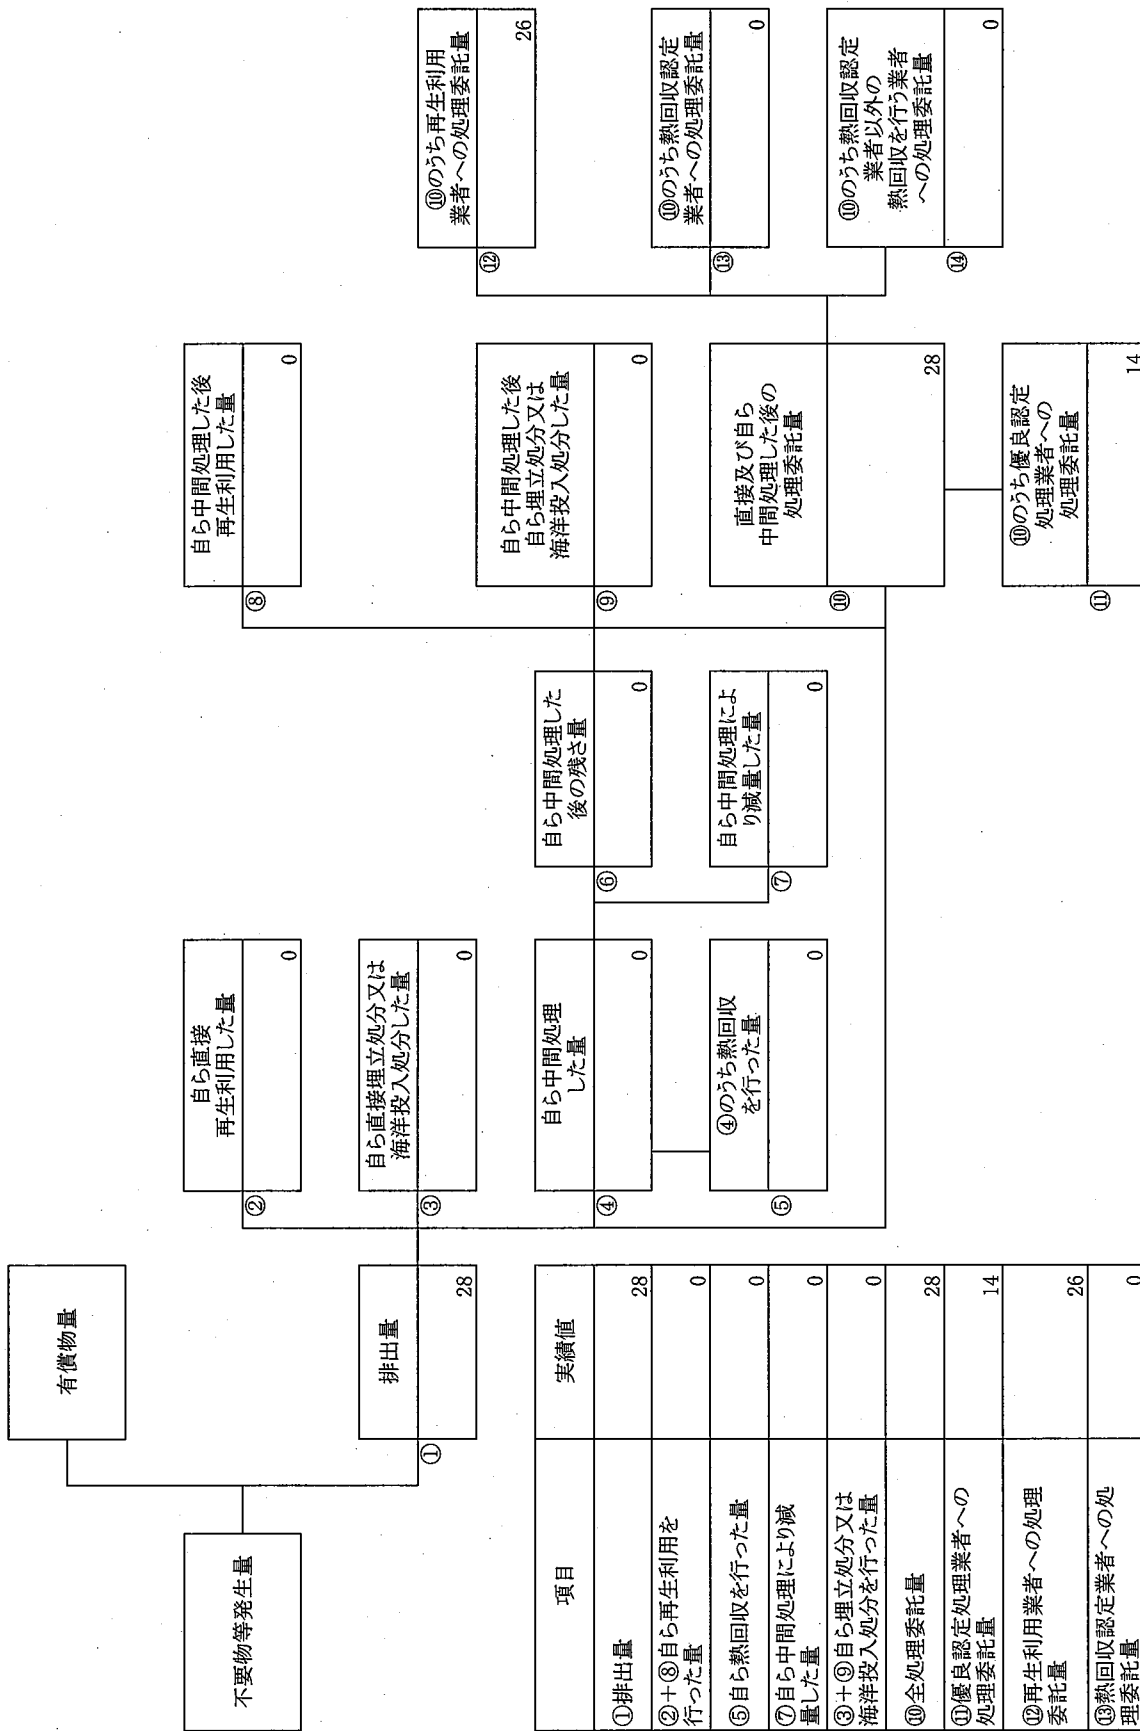 不要物等発生量
有償物量
①
排出量
28
②
自ら直接
再生利用した量
0
③
自ら直接埋立処分又は
海洋投入処分した量
0
④
自ら中間処理
した量
0
⑤
④のうち熱回収
を行った量
0
⑥
自ら中間処理した
後の残さ量
0
⑦
自ら中間処理によ
り減量した量
0
⑧
自ら中間処理した後
再生利用した量
0
⑨
自ら中間処理した後
自ら埋立処分又は
海洋投入処分した量
0
⑩
直接及び自ら
中間処理した後の
処理委託量
28
⑪
⑩のうち優良認定
処理業者への
処理委託量
14
⑫
⑩のうち再生利用
業者への処理委託量
26
⑬
⑩のうち熱回収認定
業者への処理委託量
0
⑭
⑩のうち熱回収認定
業者以外の
熱回収を行う業者
への処理委託量
0
項目 実績値
①排出量 28
②+⑧自ら再生利用を
行った量 0
⑤自ら熱回収を行った量 0
⑦自ら中間処理により減
量した量 0
③+⑨自ら埋立処分又は
海洋投入処分を行った量 0
⑩全処理委託量 28
⑪優良認定処理業者への
処理委託量 14
⑫再生利用業者への処理
委託量 26
⑬熱回収認定業者への処
理委託量 0